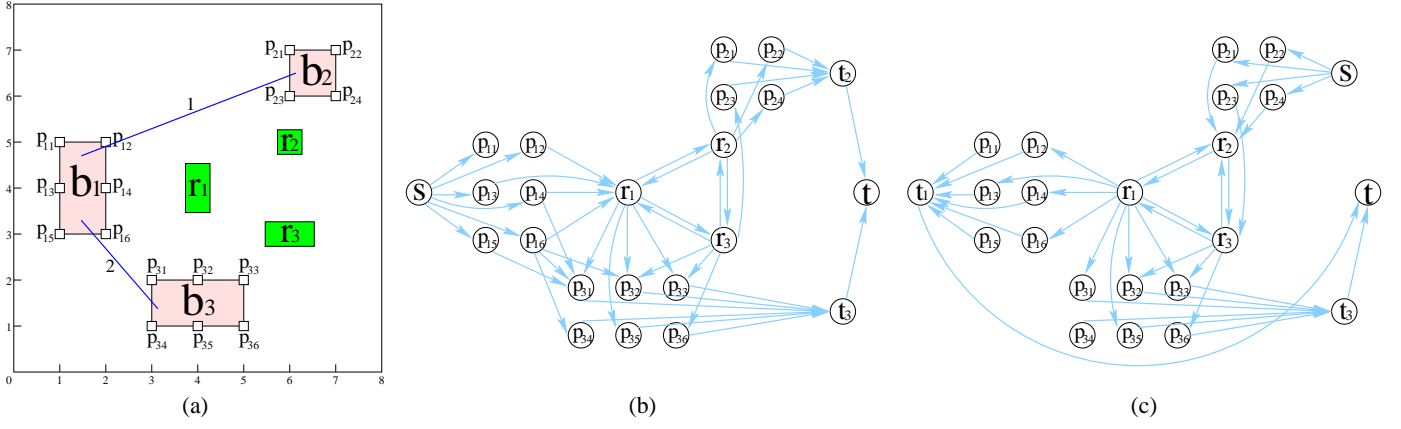 8
7
6
5
4
3
2
1
0
1 2 3 4 5 6 7 8
p21 p22
b2
p23 p24
1
r2
p11 p12
b1
r1
p13 p14
r3
p15 p16
2
p31 p32 p33
b3
p34 p35 p36
(a)
p21 p22
t2
p23 p24
p11 p12
r2
s p13 p14 r1 t
p15 p16 r3
p31 p32 p33
t3
p34 p35 p36
(b)
p21 p22
s
p23 p24
p11 p12
r2
t1 p13 p14 r1 t
p15 p16 r3
p31 p32 p33
t3
p34 p35 p36
(c)